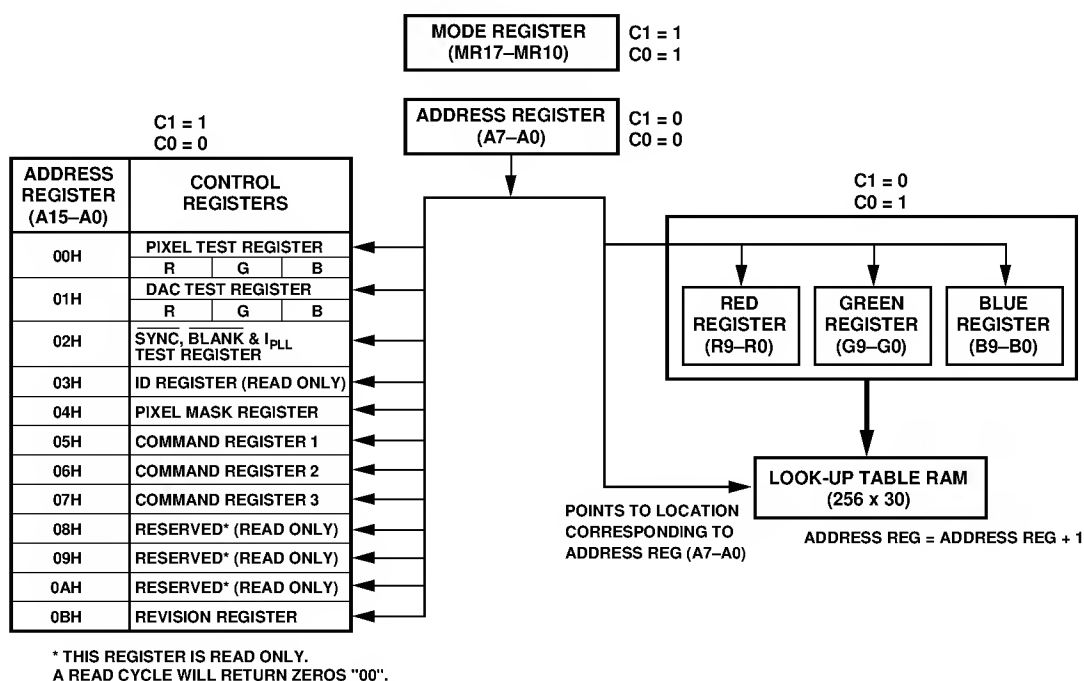 MODE REGISTER
(MR17–MR10)
C1 = 1
C0 = 1
ADDRESS REGISTER
(A7–A0)
C1 = 0
C0 = 0
C1 = 1
C0 = 0
ADDRESS
REGISTER
(A15–A0)
CONTROL
REGISTERS
00H
PIXEL TEST REGISTER
R G B
01H
DAC TEST REGISTER
R G B
02H
SYNC, BLANK & IPLL
TEST REGISTER
03H ID REGISTER (READ ONLY)
04H PIXEL MASK REGISTER
05H COMMAND REGISTER 1
06H COMMAND REGISTER 2
07H COMMAND REGISTER 3
08H RESERVED* (READ ONLY)
09H RESERVED* (READ ONLY)
0AH RESERVED* (READ ONLY)
0BH REVISION REGISTER
* THIS REGISTER IS READ ONLY.
A READ CYCLE WILL RETURN ZEROS "00".
C1 = 0
C0 = 1
RED
REGISTER
(R9–R0)
GREEN
REGISTER
(G9–G0)
BLUE
REGISTER
(B9–B0)
LOOK-UP TABLE RAM
(256 x 30)
POINTS TO LOCATION
CORRESPONDING TO
ADDRESS REG (A7–A0)
ADDRESS REG = ADDRESS REG + 1